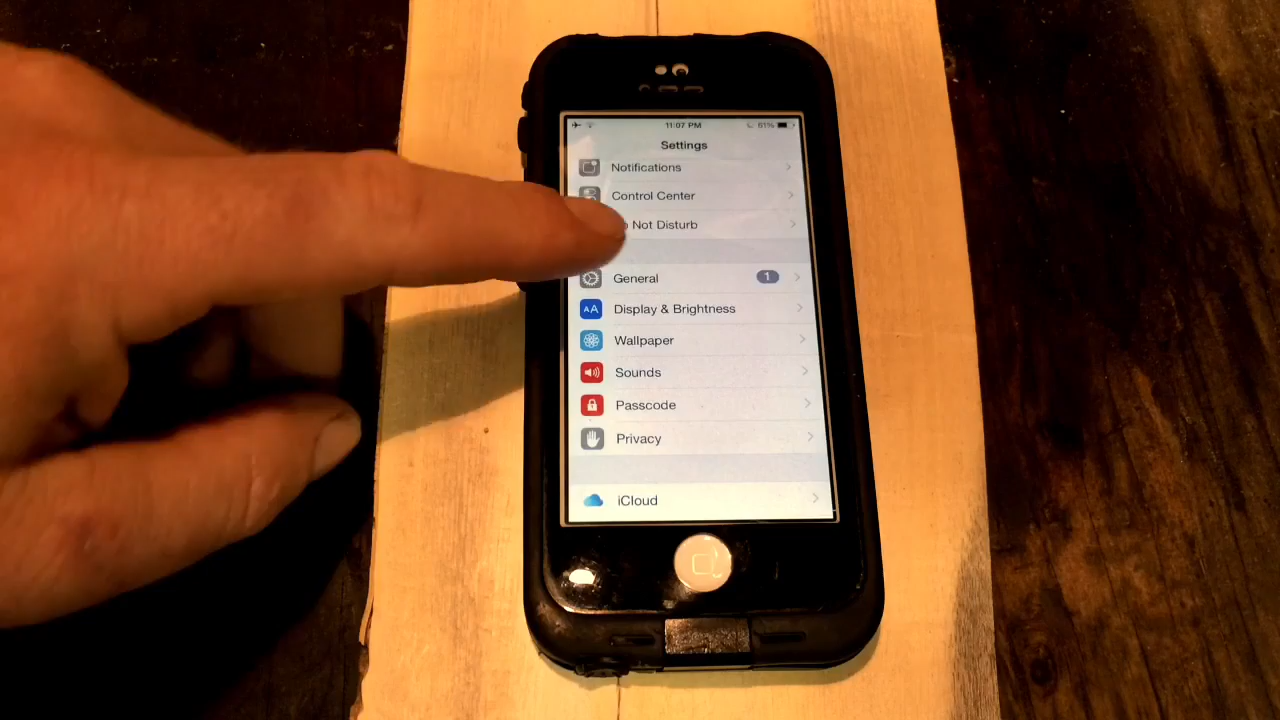 11:07 PM 61%
Settings
Notifications
Control Center
Not Disturb
General 1
AA Display & Brightness
Wallpaper
Sounds
Passcode
Privacy
iCloud